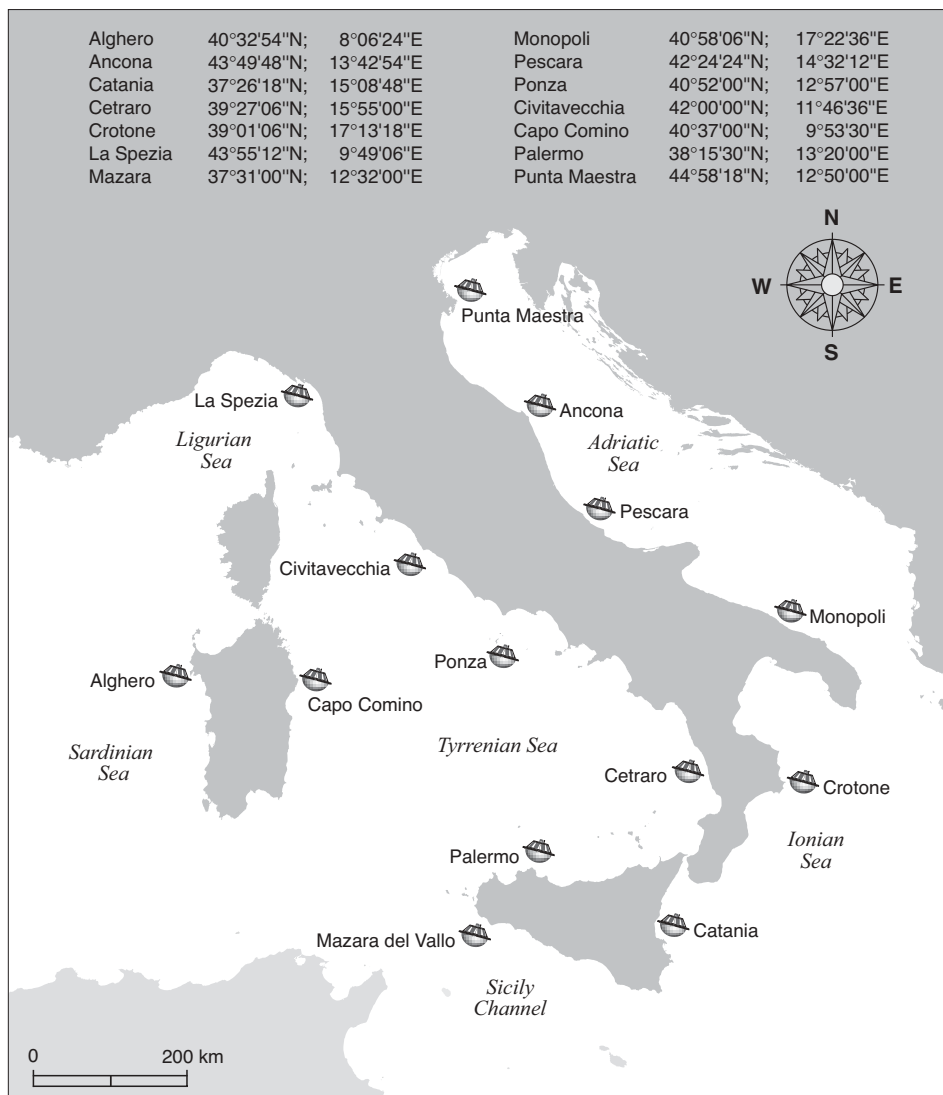 Alghero 40°32'54"N; 8°06'24"E
Ancona 43°49'48"N; 13°42'54"E
Catania 37°26'18"N; 15°08'48"E
Cetraro 39°27'06"N; 15°55'00"E
Crotone 39°01'06"N; 17°13'18"E
La Spezia 43°55'12"N; 9°49'06"E
Mazara 37°31'00"N; 12°32'00"E
Monopoli 40°58'06"N; 17°22'36"E
Pescara 42°24'24"N; 14°32'12"E
Ponza 40°52'00"N; 12°57'00"E
Civitavecchia 42°00'00"N; 11°46'36"E
Capo Comino 40°37'00"N; 9°53'30"E
Palermo 38°15'30"N; 13°20'00"E
Punta Maestra 44°58'18"N; 12°50'00"E
N
W
E
S
Punta Maestra
La Spezia
Ancona
Ligurian
Sea
Adriatic
Sea
Pescara
Civitavecchia
Monopoli
Ponza
Alghero
Capo Comino
Sardinian
Sea
Tyrrenian Sea
Cetraro
Crotone
Ionian
Sea
Palermo
Mazara del Vallo
Catania
Sicily
Channel
0
200 km